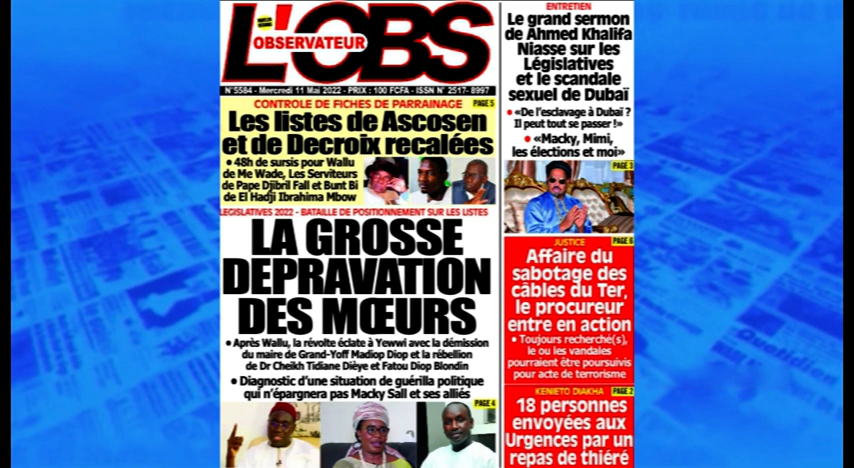 L'OBS
OBSERVATEUR
N°5584 - Mercredi 11 Mai 2022 - PRIX : 100 FCFA - ISSN N° 2517- 8997
CONTROLE DE FICHES DE PARRAINAGE
PAGE 5
Les listes de Ascosen
et de Decroix recalées
• 48h de sursis pour Wallu
de Me Wade, Les Serviteurs
de Pape Djibril Fall et Bunt Bi
de El Hadji Ibrahima Mbow
LEGISLATIVES 2022 - BATAILLE DE POSITIONNEMENT SUR LES LISTES
LA GROSSE
DEPRAVATION
DES MŒURS
• Après Wallu, la révolte éclate à Yewwi avec la démission
du maire de Grand-Yoff Madiop Diop et la rébellion
de Dr Cheikh Tidiane Dièye et Fatou Diop Blondin
• Diagnostic d'une situation de guérilla politique
qui n'épargnera pas Macky Sall et ses alliés
PAGE 4
ENTRETIEN
Le grand sermon
de Ahmed Khalifa
Niasse sur les
Législatives
et le scandale
sexuel de Dubaï
• «De l'esclavage à Dubaï ?
Il peut tout se passer !»
• «Macky, Mimi,
les élections et moi»
PAGE 3
JUSTICE
PAGE 6
Affaire du
sabotage des
câbles du Ter,
le procureur
entre en action
• Toujours recherché(s),
le ou les vandales
pourraient être poursuivis
pour acte de terrorisme
KENIETO DIAKHA
PAGE 2
18 personnes
envoyées aux
Urgences par un
repas de thiéré